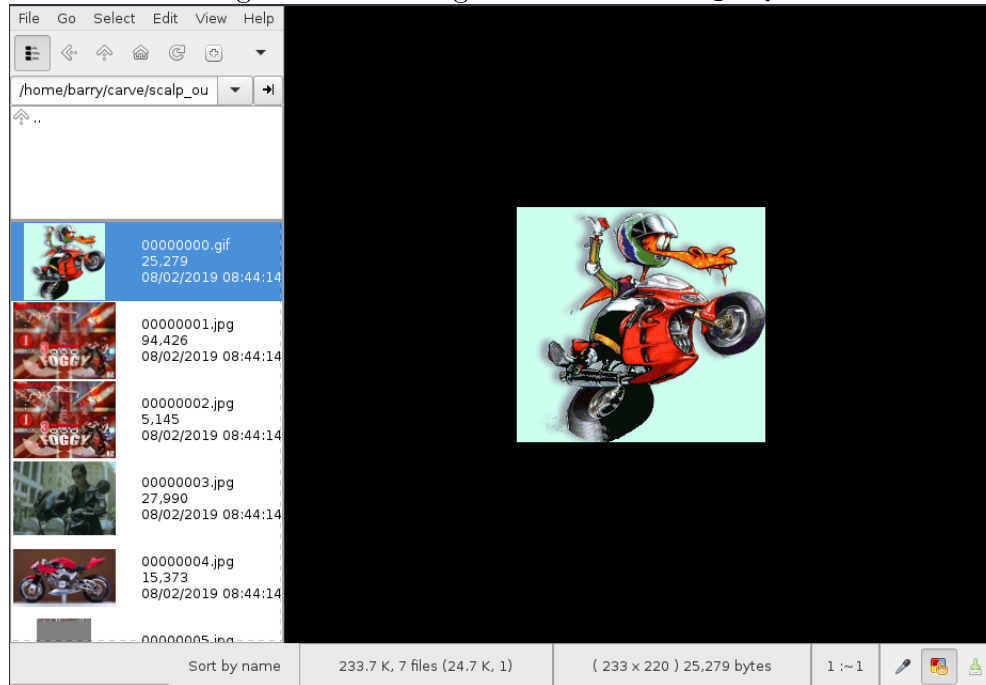 File Go Select Edit View Help
/home/barry/carve/scalp_ou
..
00000000.gif
25,279
08/02/2019 08:44:14
00000001.jpg
94,426
08/02/2019 08:44:14
FOGGY
00000002.jpg
5,145
08/02/2019 08:44:14
FOGGY
00000003.jpg
27,990
08/02/2019 08:44:14
00000004.jpg
15,373
08/02/2019 08:44:14
00000005.jpg
Sort by name
233.7 K, 7 files (24.7 K, 1)
( 233 x 220 ) 25,279 bytes
1 :~1